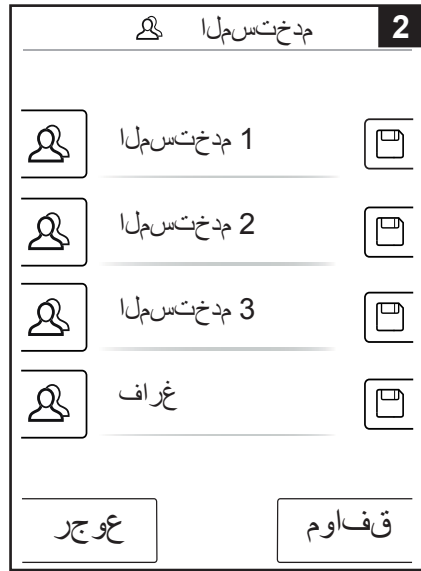 2
مدختسملا
1 مدختسملا
2 مدختسملا
3 مدختسملا
غراف
قفاوم
عوجر